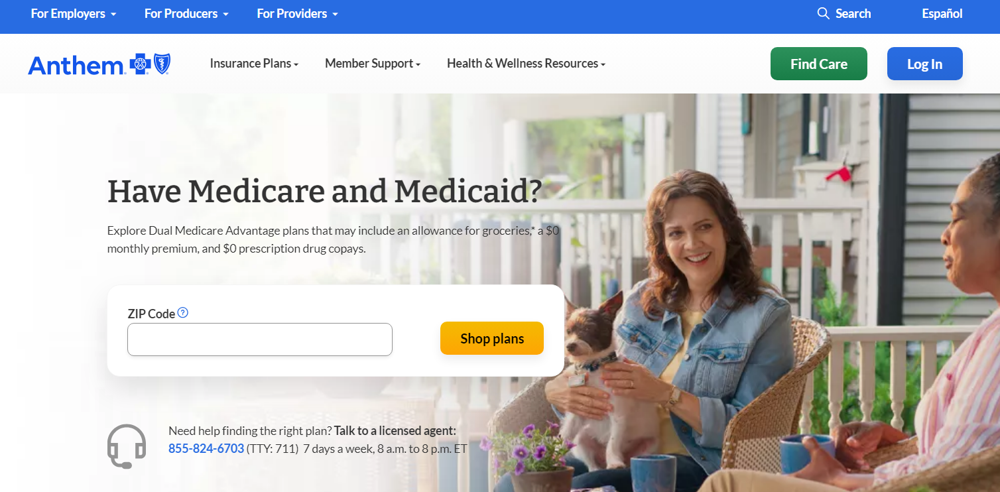 For Employers
For Producers
For Providers
Search
Español
Anthem
Insurance Plans
Member Support
Health & Wellness Resources
Find Care
Log In
Have Medicare and Medicaid?
Explore Dual Medicare Advantage plans that may include an allowance for groceries,* a $0
monthly premium, and $0 prescription drug copays.
ZIP Code ?
Shop plans
Need help finding the right plan? Talk to a licensed agent:
855-824-6703 (TTY: 711) 7 days a week, 8 a.m. to 8 p.m. ET